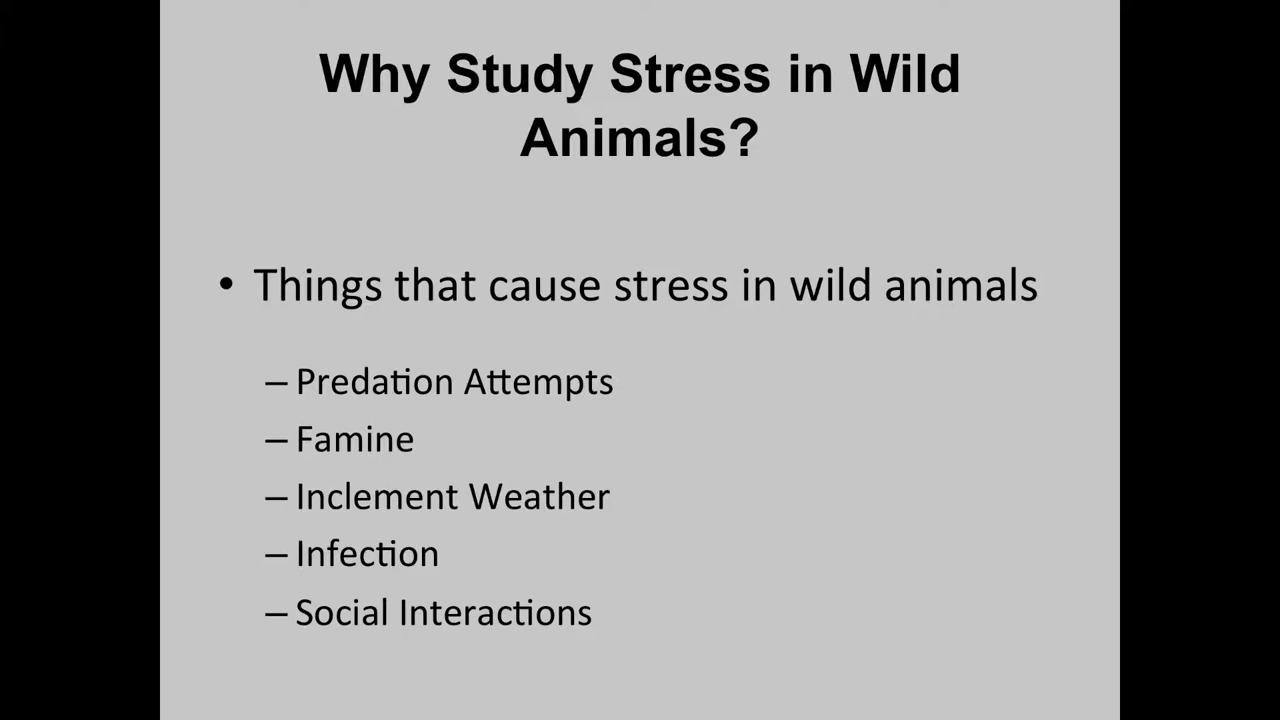 Why Study Stress in Wild
Animals?
• Things that cause stress in wild animals
– Predation Attempts
– Famine
– Inclement Weather
– Infection
– Social Interactions